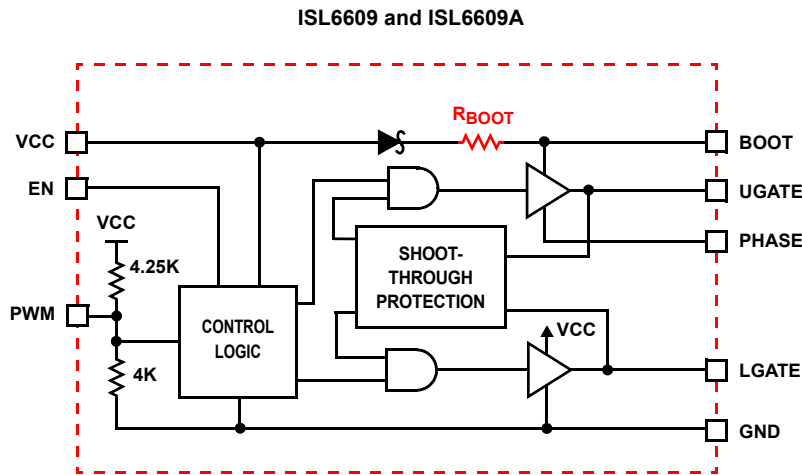 ISL6609 and ISL6609A
RBOOT
VCC
BOOT
EN
UGATE
VCC
PHASE
4.25K
SHOOT-
THROUGH
PROTECTION
PWM
CONTROL
LOGIC
VCC
4K
LGATE
GND